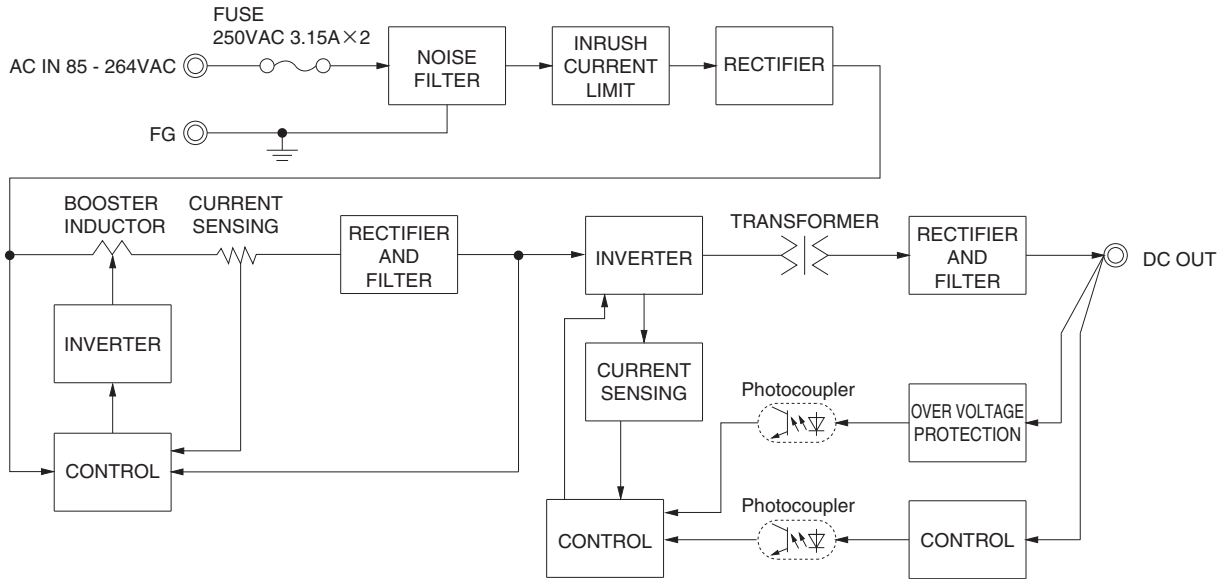 FUSE
250VAC 3.15A×2
AC IN 85 - 264VAC
NOISE
FILTER
INRUSH
CURRENT
LIMIT
RECTIFIER
FG
BOOSTER
INDUCTOR
CURRENT
SENSING
RECTIFIER
AND
FILTER
INVERTER
TRANSFORMER
RECTIFIER
AND
FILTER
DC OUT
INVERTER
CURRENT
SENSING
Photocoupler
OVER VOLTAGE
PROTECTION
CONTROL
Photocoupler
CONTROL
CONTROL